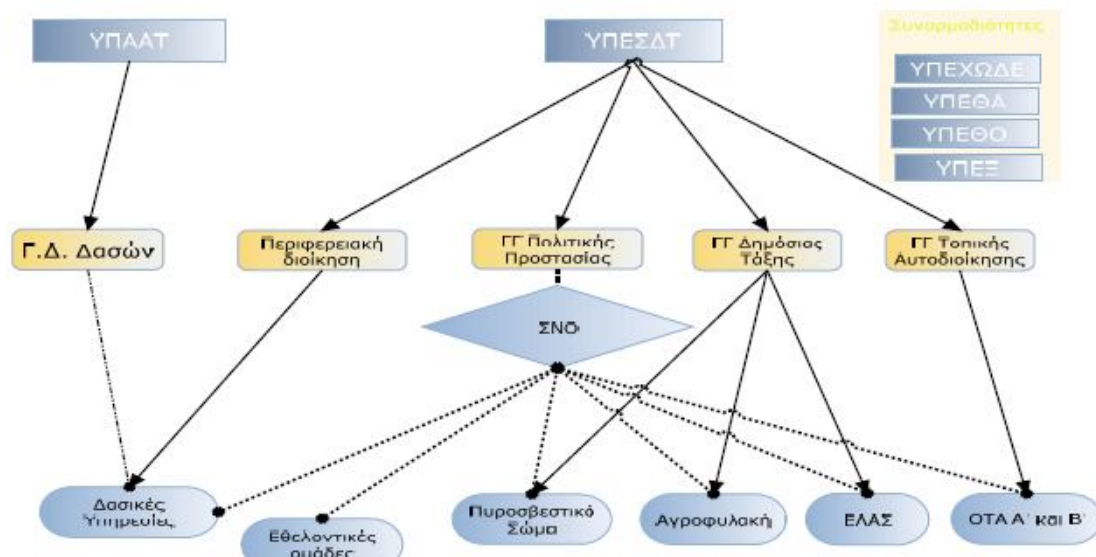 ΥΠΑΑΤ
ΥΠΕΣΔΤ
Συναρμοδιότητες
ΥΠΕΧΩΔΕ
ΥΠΕΘΑ
ΥΠΕΘΟ
ΥΠΕΞ
Γ.Δ. Δασών
Περιφερειακή
διοίκηση
ΓΓ Πολιτικής
Προστασίας
ΓΓ Δημόσιας
Τάξης
ΓΓ Τοπικής
Αυτοδιοίκησης
ΣΝΟ
Δασικές
Υπηρεσίες
Εθελοντικές
ομάδες
Πυροσβεστικό
Σώμα
Αγροφυλακή
ΕΛΑΣ
ΟΤΑ Α' και Β'